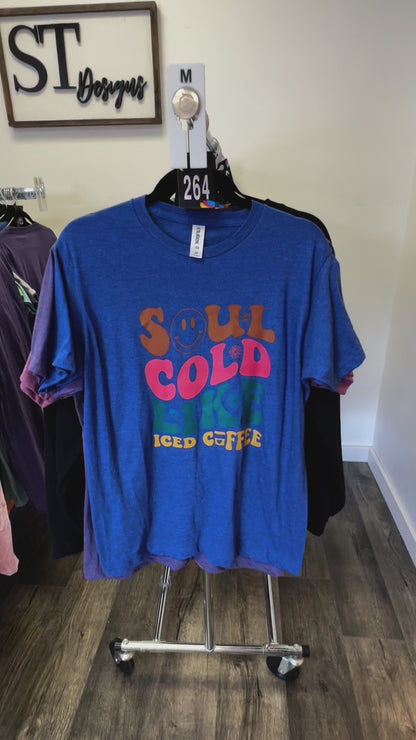 ST
Designs
M
264
SOUL
COLD
LIKE
ICED COFFEE